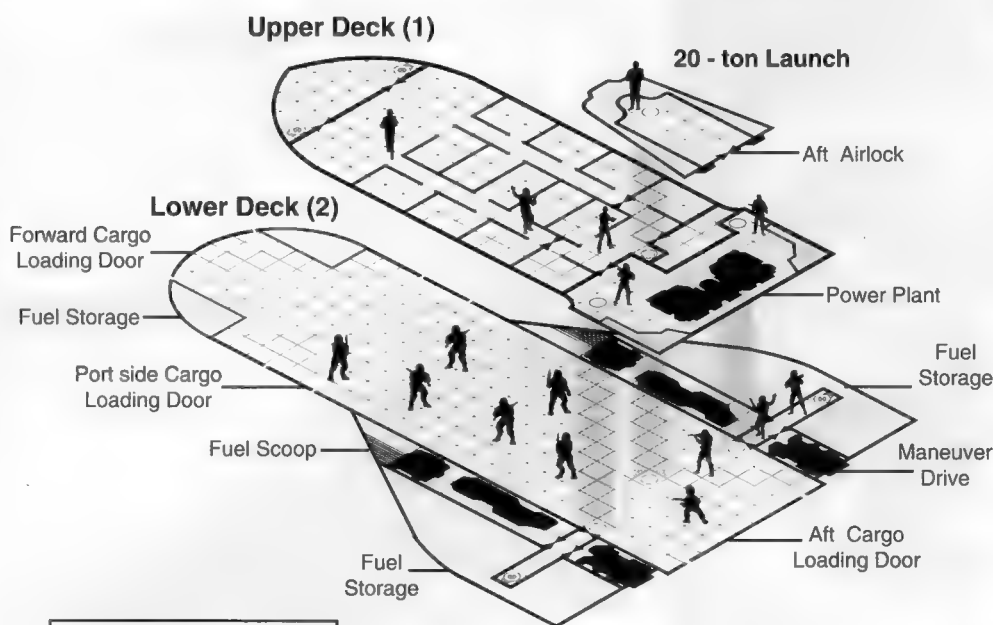 Upper Deck (1)
20 - ton Launch
Aft Airlock
Lower Deck (2)
Forward Cargo
Loading Door
Fuel Storage
Power Plant
Port side Cargo
Loading Door
Fuel
Storage
Fuel Scoop
Maneuver
Drive
Aft Cargo
Loading Door
Fuel
Storage